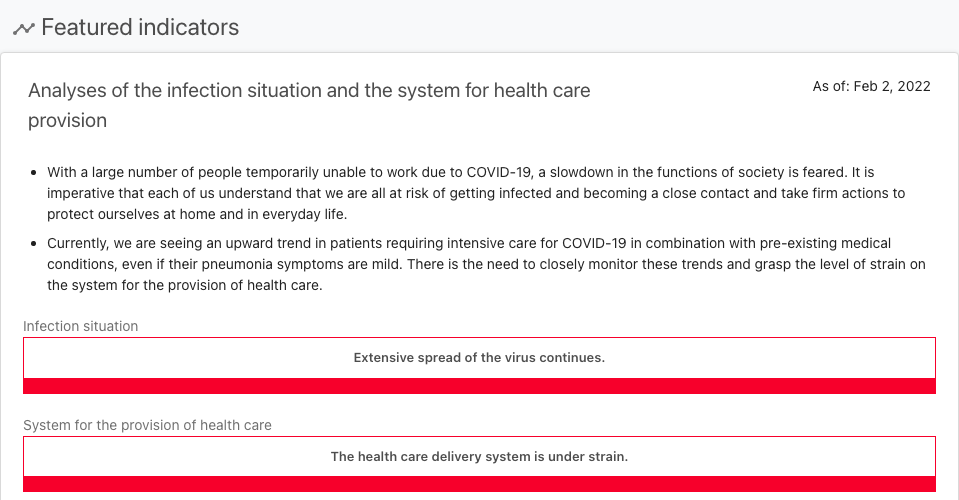 Featured indicators
Analyses of the infection situation and the system for health care
provision
As of: Feb 2, 2022
With a large number of people temporarily unable to work due to COVID-19, a slowdown in the functions of society is feared. It is
imperative that each of us understand that we are all at risk of getting infected and becoming a close contact and take firm actions to
protect ourselves at home and in everyday life.
Currently, we are seeing an upward trend in patients requiring intensive care for COVID-19 in combination with pre-existing medical
conditions, even if their pneumonia symptoms are mild. There is the need to closely monitor these trends and grasp the level of strain on
the system for the provision of health care.
Infection situation
Extensive spread of the virus continues.
System for the provision of health care
The health care delivery system is under strain.